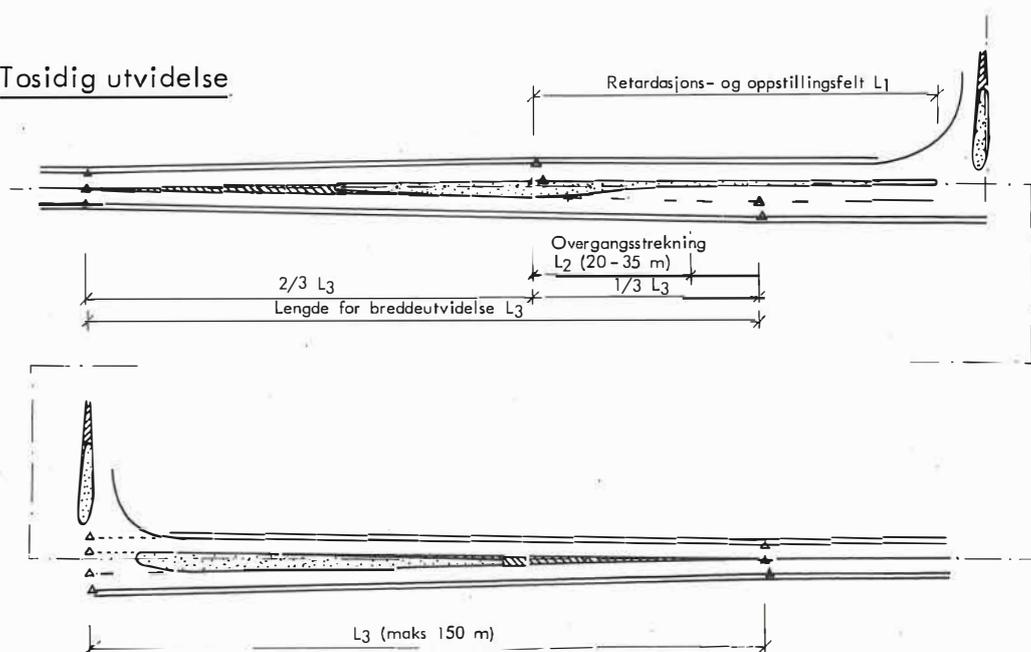 Tosidig utvidelse
Retardasjons- og oppstillingsfelt L1
Overgangsstrekning
L2 (20-35 m)
2/3 L3
1/3 L3
Lengde for breddeutvidelse L3
L3 (maks 150 m)